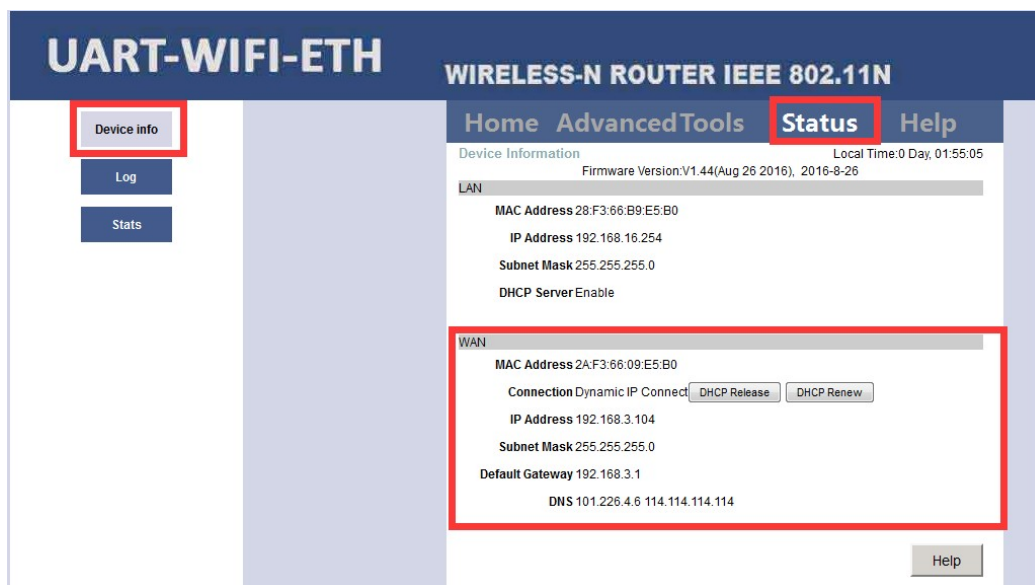 UART-WIFI-ETH
WIRELESS-N ROUTER IEEE 802.11N
Device info
Log
Stats
Home Advanced Tools Status Help
Device Information
Local Time:0 Day, 01:55:05
Firmware Version:V1.44(Aug 26 2016), 2016-8-26
LAN
MAC Address 28:F3:66:B9:E5:B0
IP Address 192.168.16.254
Subnet Mask 255.255.255.0
DHCP Server Enable
WAN
MAC Address 2A:F3:66:09:E5:B0
Connection Dynamic IP Connect DHCP Release DHCP Renew
IP Address 192.168.3.104
Subnet Mask 255.255.255.0
Default Gateway 192.168.3.1
DNS 101.226.4.6 114.114.114.114
Help